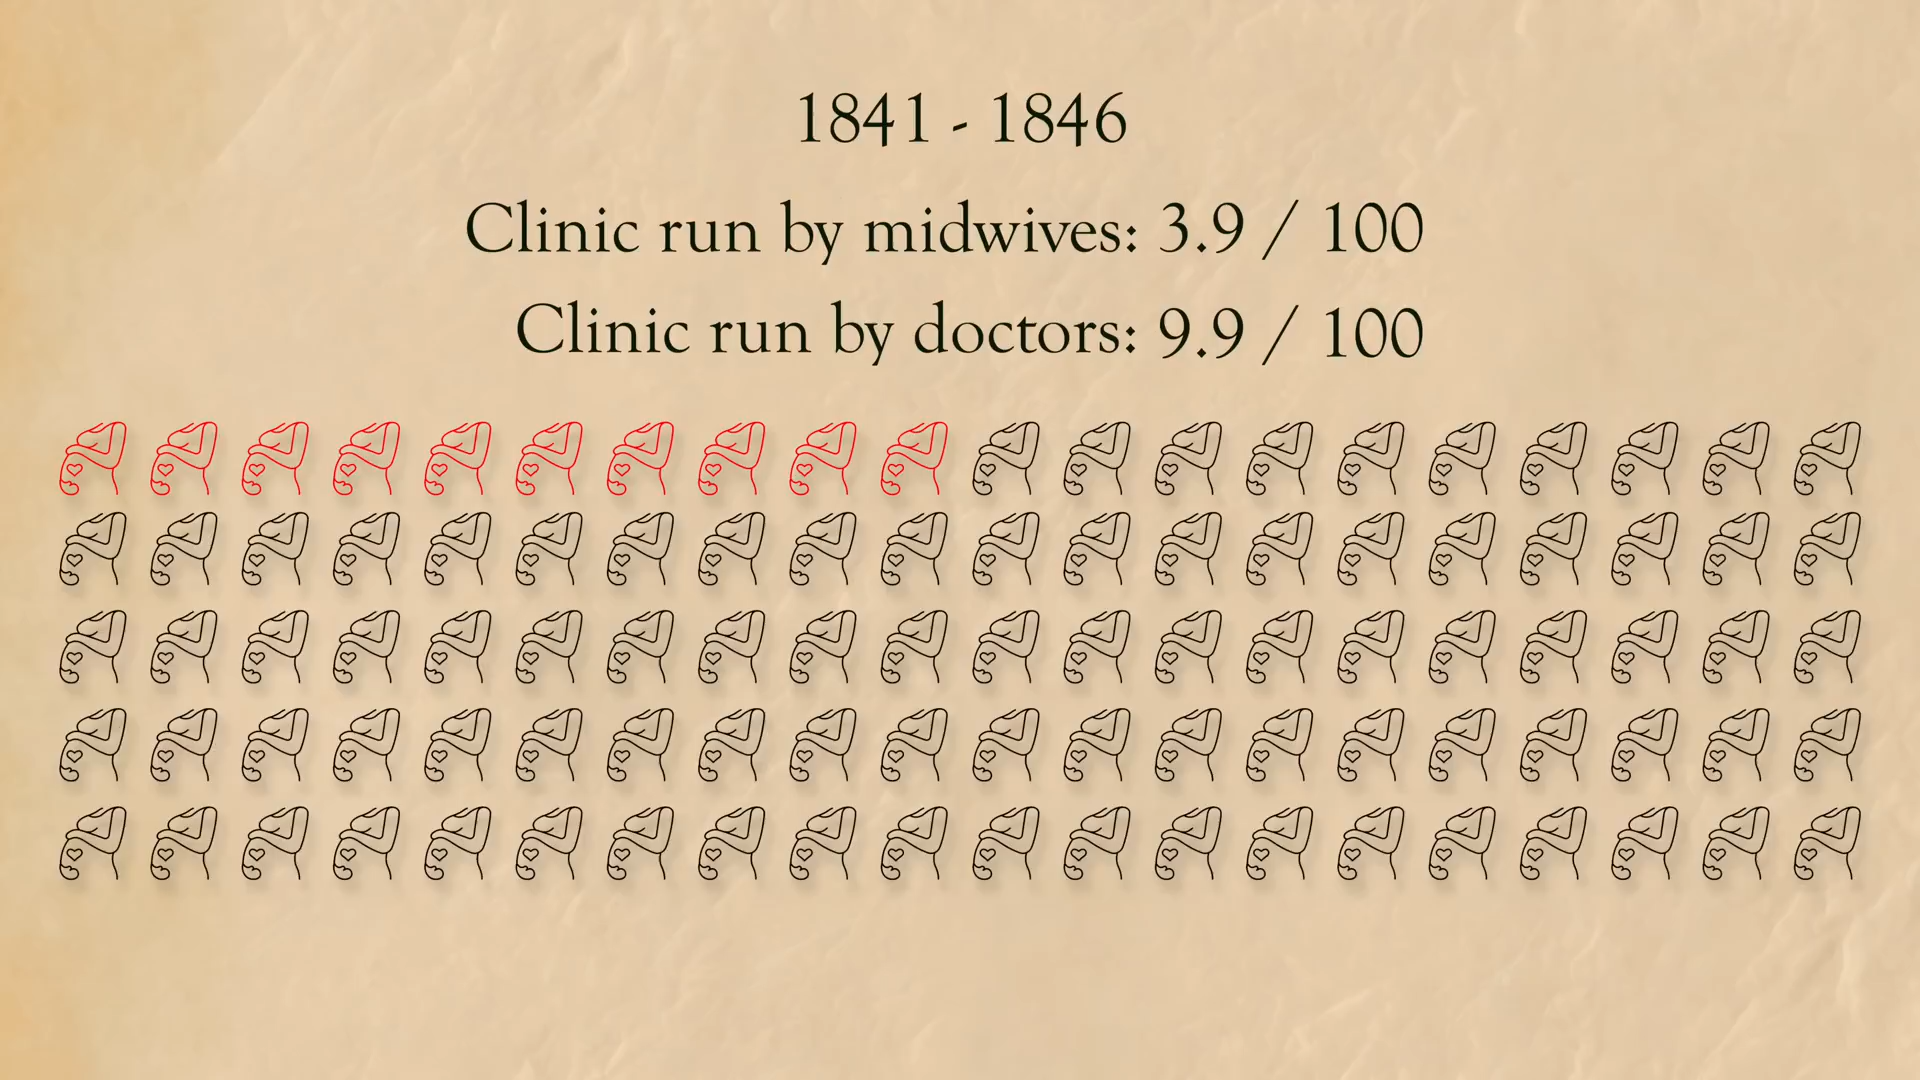 1841 - 1846
Clinic run by midwives: 3.9 / 100
Clinic run by doctors: 9.9 / 100